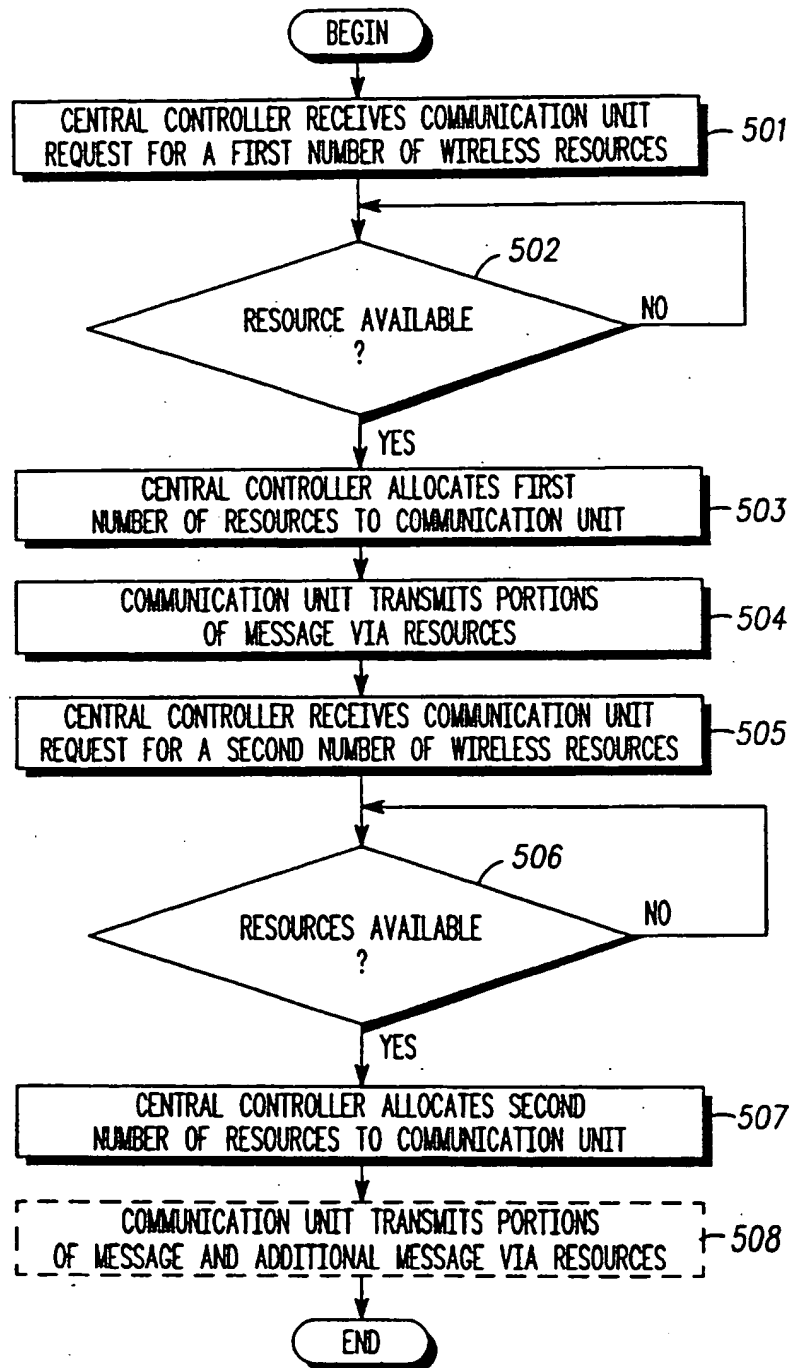 BEGIN
CENTRAL CONTROLLER RECEIVES COMMUNICATION UNIT
REQUEST FOR A FIRST NUMBER OF WIRELESS RESOURCES
501
502
RESOURCE AVAILABLE
?
NO
YES
CENTRAL CONTROLLER ALLOCATES FIRST
NUMBER OF RESOURCES TO COMMUNICATION UNIT
503
COMMUNICATION UNIT TRANSMITS PORTIONS
OF MESSAGE VIA RESOURCES
504
CENTRAL CONTROLLER RECEIVES COMMUNICATION UNIT
REQUEST FOR A SECOND NUMBER OF WIRELESS RESOURCES
505
506
RESOURCES AVAILABLE
?
NO
YES
CENTRAL CONTROLLER ALLOCATES SECOND
NUMBER OF RESOURCES TO COMMUNICATION UNIT
507
COMMUNICATION UNIT TRANSMITS PORTIONS
OF MESSAGE AND ADDITIONAL MESSAGE VIA RESOURCES
508
END